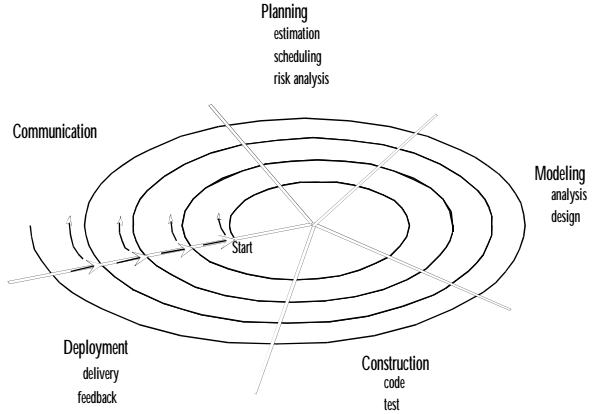 Planning
estimation
scheduling
risk analysis
Communication
Modeling
analysis
design
Start
Deployment
delivery
feedback
Construction
code
test